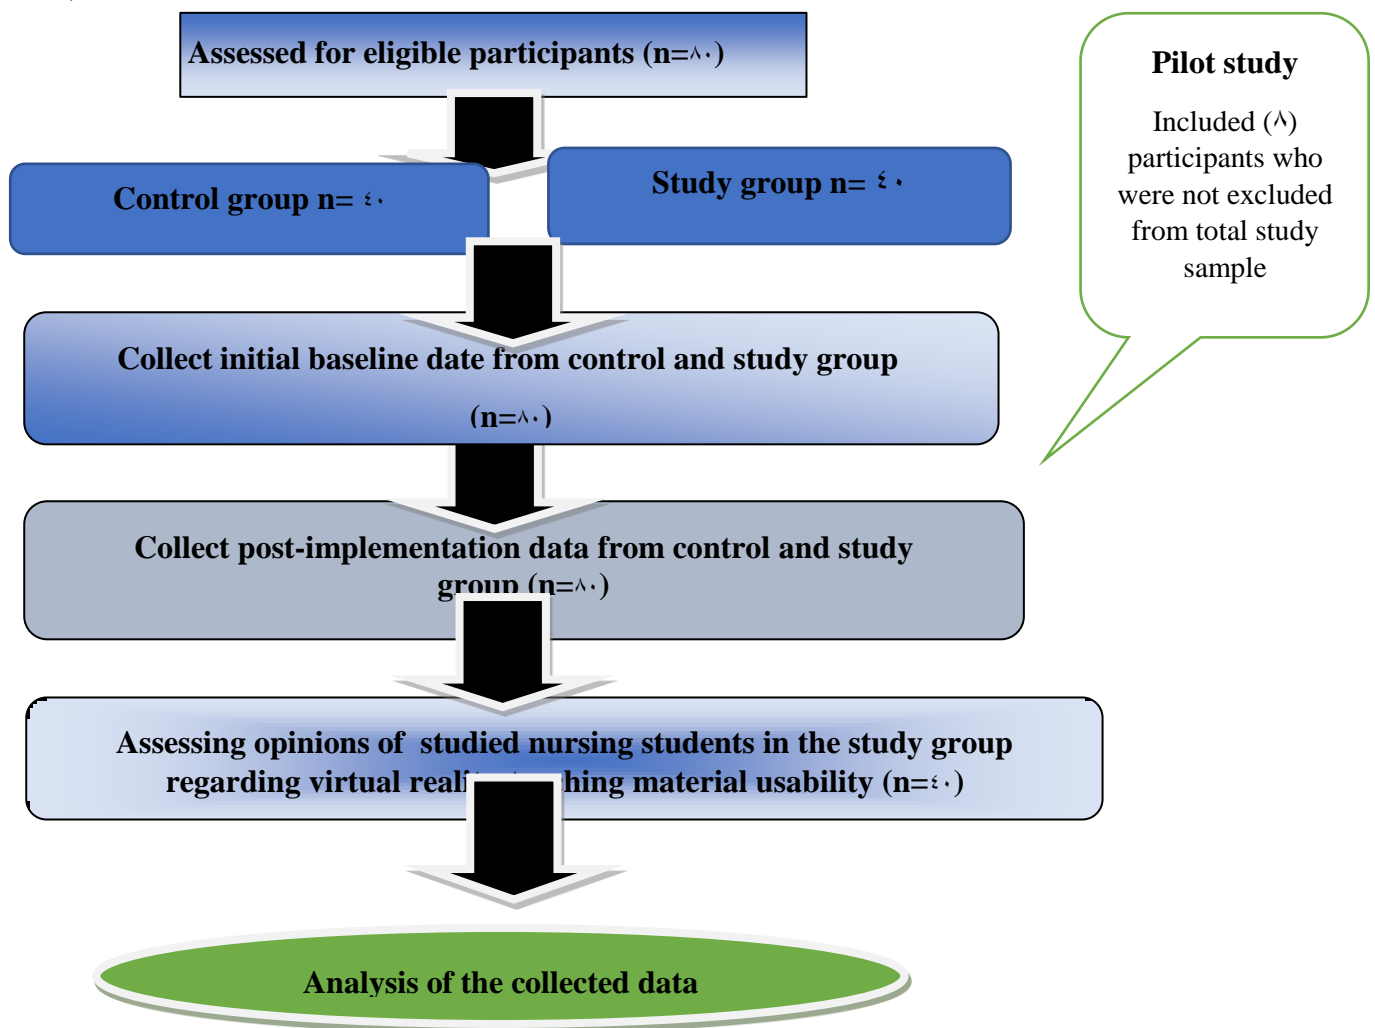 Assessed for eligible participants (n=٨٠)
Pilot study
Included (٨)
participants who
were not excluded
from total study
sample
Control group n= ٤٠
Study group n= ٤٠
Collect initial baseline date from control and study group
(n=٨٠)
Collect post-implementation data from control and study
group (n=٨٠)
Assessing opinions of studied nursing students in the study group
regarding virtual material usability (n=٤٠)
Analysis of the collected data